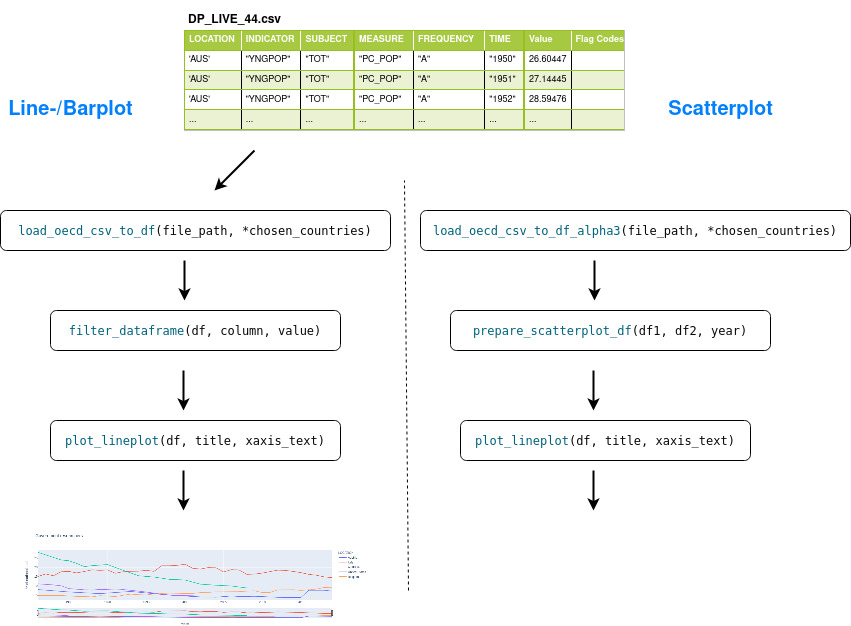 DP_LIVE_44.csv
LOCATION INDICATOR SUBJECT MEASURE FREQUENCY TIME Value Flag Codes
'AUS' "YNGPOP" "TOT" "PC_POP" "A" "1950" 26.60447
'AUS' "YNGPOP" "TOT" "PC_POP" "A" "1951" 27.14445
'AUS' "YNGPOP" "TOT" "PC_POP" "A" "1952" 28.59476
... ... ... ... ... ... ...
Line-/Barplot
Scatterplot
load_oecd_csv_to_df(file_path, *chosen_countries)
filter_dataframe(df, column, value)
plot_lineplot(df, title, xaxis_text)
load_oecd_csv_to_df_alpha3(file_path, *chosen_countries)
prepare_scatterplot_df(df1, df2, year)
plot_lineplot(df, title, xaxis_text)